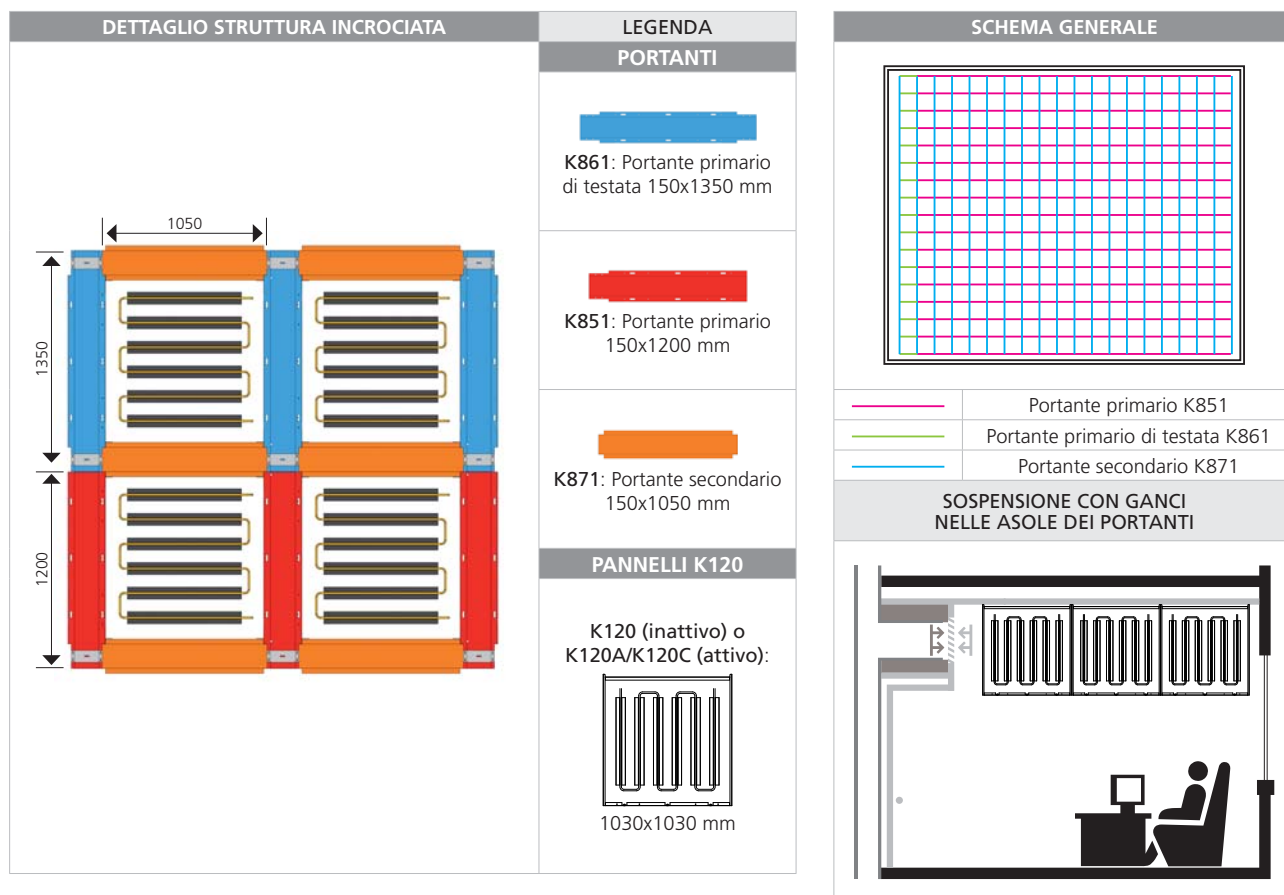 DETTAGLIO STRUTTURA INCROCIATA
1050
1350
1200
LEGENDA
PORTANTI
K861: Portante primario
di testata 150x1350 mm
K851: Portante primario
150x1200 mm
K871: Portante secondario
150x1050 mm
PANNELLI K120
K120 (inattivo) o
K120A/K120C (attivo):
1030x1030 mm
SCHEMA GENERALE
Portante primario K851
Portante primario di testata K861
Portante secondario K871
SOSPENSIONE CON GANCI
NELLE ASOLE DEI PORTANTI